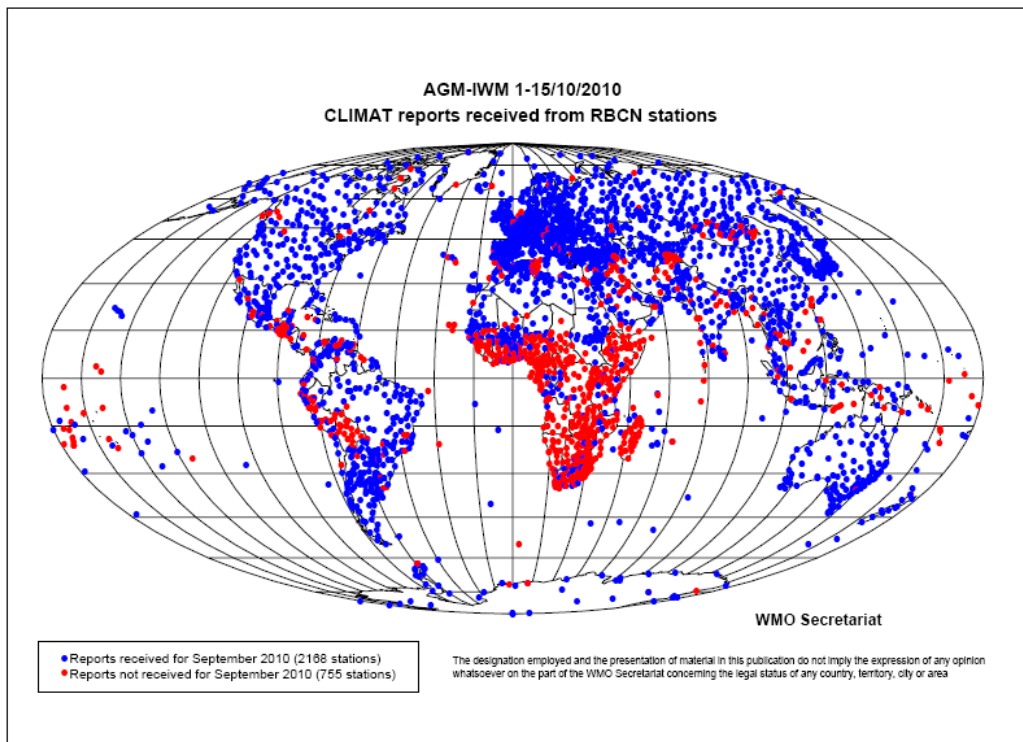 AGM-IWM 1-15/10/2010
CLIMAT reports received from RBCN stations
WMO Secretariat
Reports received for September 2010 (2168 stations)
Reports not received for September 2010 (755 stations)
The designation employed and the presentation of material in this publication do not imply the expression of any opinion
whatsoever on the part of the WMO Secretariat concerning the legal status of any country, territory, city or area